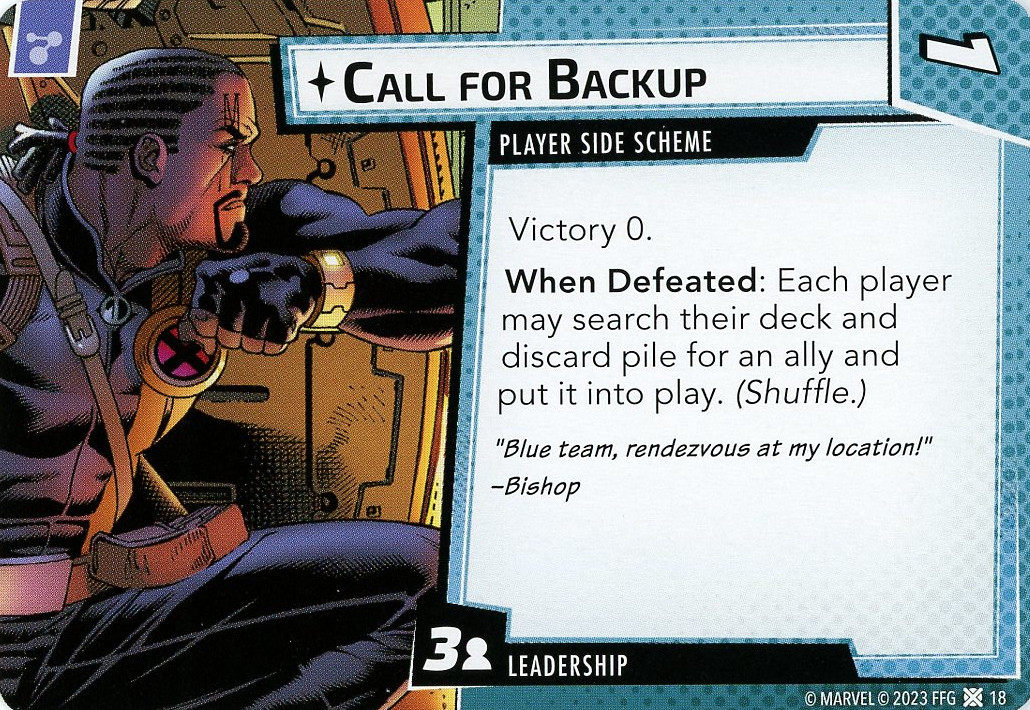 CALL FOR BACKUP
1
PLAYER SIDE SCHEME
Victory 0.
When Defeated: Each player
may search their deck and
discard pile for an ally and
put it into play. (Shuffle.)
"Blue team, rendezvous at my location!"
–Bishop
3
LEADERSHIP
M
© MARVEL © 2023 FFG 18